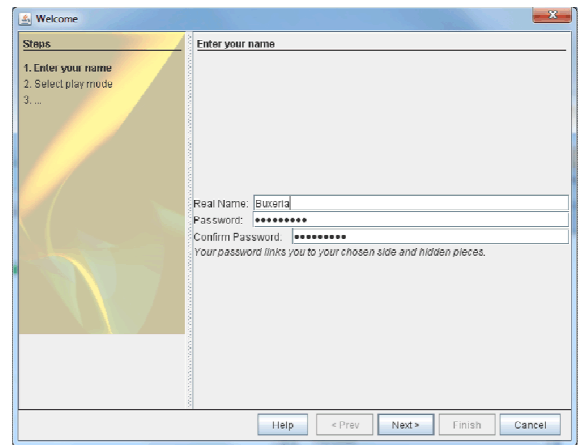 Welcome
Steps
1. Enter your name
2. Select play mode
3. ...
Enter your name
Real Name: Buxeria
Password: •••••••••
Confirm Password: •••••••••
Your password links you to your chosen side and hidden pieces.
Help
< Prev
Next >
Finish
Cancel